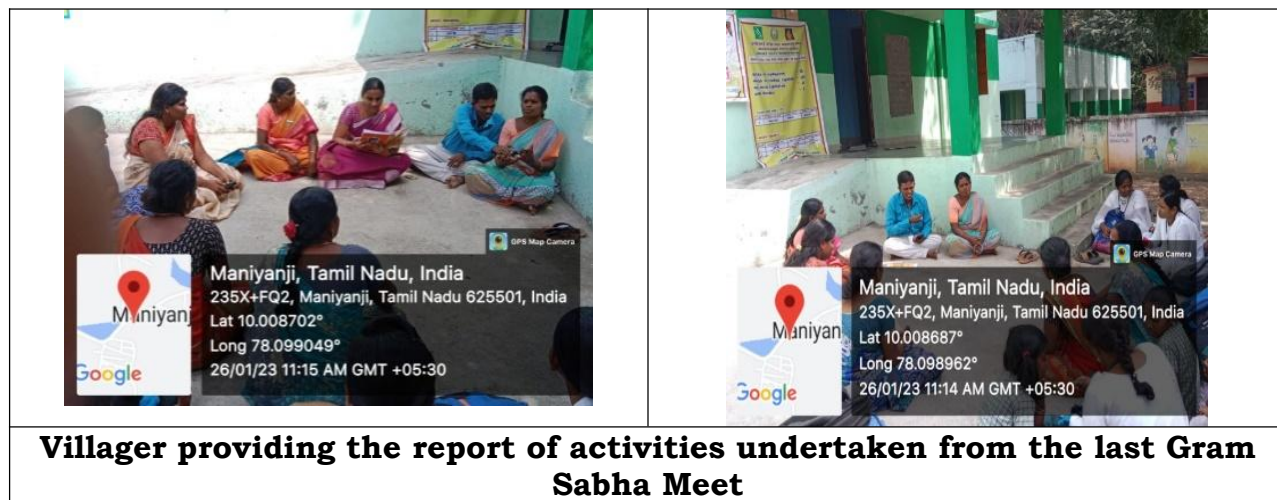 GPS Map Camera
Maniyanji, Tamil Nadu, India
235X+FQ2, Maniyanji, Tamil Nadu 625501, India
Lat 10.008702°
Long 78.099049°
26/01/23 11:15 AM GMT +05:30
Google
GPS Map Camera
Maniyanji, Tamil Nadu, India
235X+FQ2, Maniyanji, Tamil Nadu 625501, India
Lat 10.008687°
Long 78.098962°
26/01/23 11:14 AM GMT +05:30
Maniyan
Google
Villager providing the report of activities undertaken from the last Gram
Sabha Meet